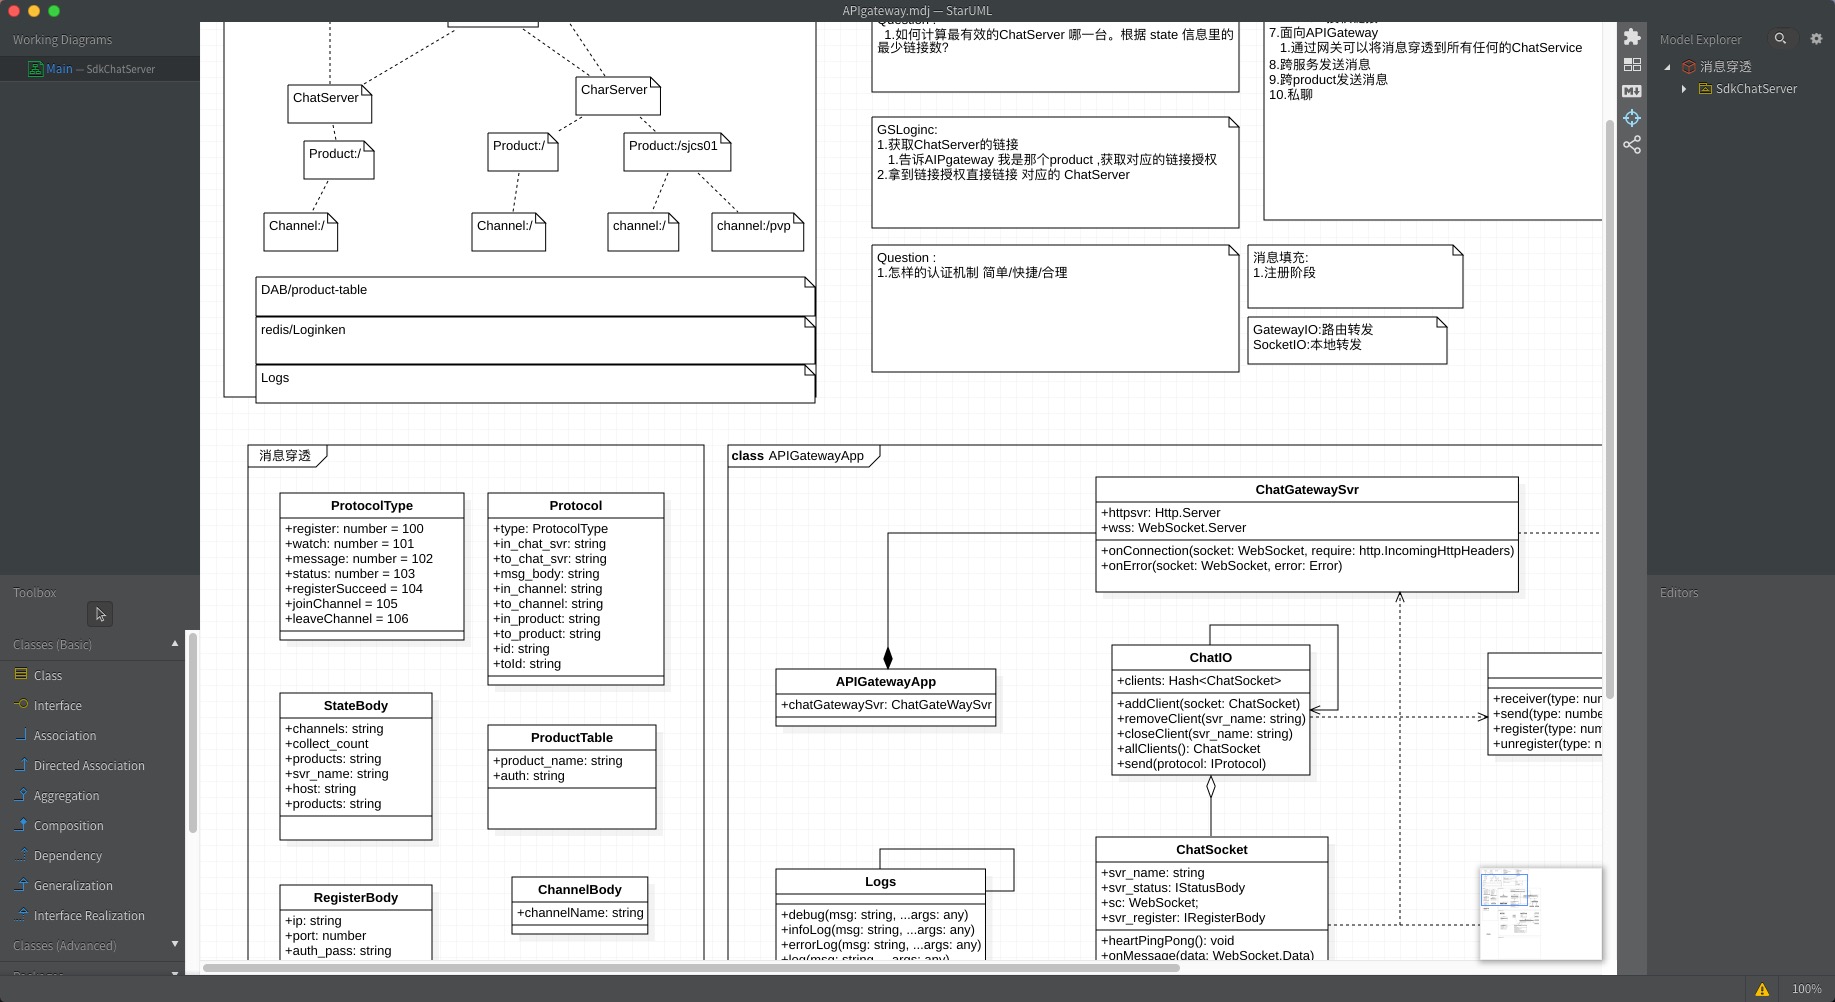 APIgateway.mdj — StarUML
Working Diagrams
Main — SdkChatServer
Toolbox
Classes (Basic)
Class
Interface
Association
Directed Association
Aggregation
Composition
Dependency
Generalization
Interface Realization
Classes (Advanced)
ChatServer
CharServer
Product:/
Product:/
Product:/sjcs01
Channel:/
Channel:/
channel:/
channel:/pvp
DAB/product-table
redis/Loginken
Logs
Question :
1.如何计算最有效的ChatServer 哪一台。根据 state 信息里的
最少链接数?
7.面向APIGateway
1.通过网关可以将消息穿透到所有任何的ChatService
8.跨服务发送消息
9.跨product发送消息
10.私聊
GSLoginc:
1.获取ChatServer的链接
1.告诉AIPgateway 我是那个product ,获取对应的链接授权
2.拿到链接授权直接链接 对应的 ChatServer
Question :
1.怎样的认证机制 简单/快捷/合理
消息填充:
1.注册阶段
GatewayIO:路由转发
SocketIO:本地转发
消息穿透
ProtocolType
+register: number = 100
+watch: number = 101
+message: number = 102
+status: number = 103
+registerSucceed = 104
+joinChannel = 105
+leaveChannel = 106
Protocol
+type: ProtocolType
+in_chat_svr: string
+to_chat_svr: string
+msg_body: string
+in_channel: string
+to_channel: string
+in_product: string
+to_product: string
+id: string
+toId: string
StateBody
+channels: string
+collect_count
+products: string
+svr_name: string
+host: string
+products: string
ProductTable
+product_name: string
+auth: string
RegisterBody
+ip: string
+port: number
+auth_pass: string
ChannelBody
+channelName: string
class APIGatewayApp
ChatGatewaySvr
+httpsvr: Http.Server
+wss: WebSocket.Server
+onConnection(socket: WebSocket, require: http.IncomingHttpHeaders)
+onError(socket: WebSocket, error: Error)
APIGatewayApp
+chatGatewaySvr: ChatGateWaySvr
ChatIO
+clients: Hash<ChatSocket>
+addClient(socket: ChatSocket)
+removeClient(svr_name: string)
+closeClient(svr_name: string)
+allClients(): ChatSocket
+send(protocol: IProtocol)
+receiver(type: num
+send(type: numbe
+register(type: num
+unregister(type: n
Logs
+debug(msg: string, ...args: any)
+infoLog(msg: string, ...args: any)
+errorLog(msg: string, ...args: any)
+log(msg: string, ...args: any)
ChatSocket
+svr_name: string
+svr_status: IStatusBody
+sc: WebSocket;
+svr_register: IRegisterBody
+heartPingPong(): void
+onMessage(data: WebSocket.Data)
Model Explorer
消息穿透
SdkChatServer
Editors
100%